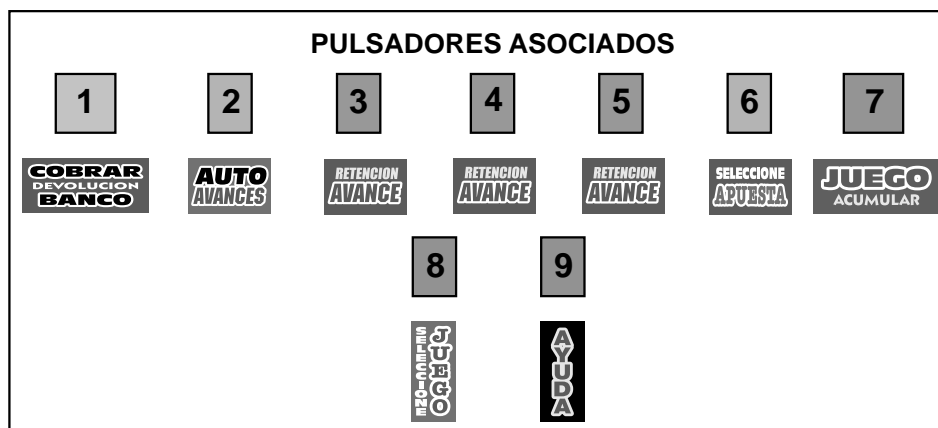 PULSADORES ASOCIADOS
1 2 3 4 5 6 7
COBRAR
DEVOLUCION
BANCO
AUTO
AVANCES
RETENCION
AVANCE
RETENCION
AVANCE
RETENCION
AVANCE
SELECCIONE
APUESTA
JUEGO
ACUMULAR
8 9
SELECCIONE
JUEGO
AYUDA